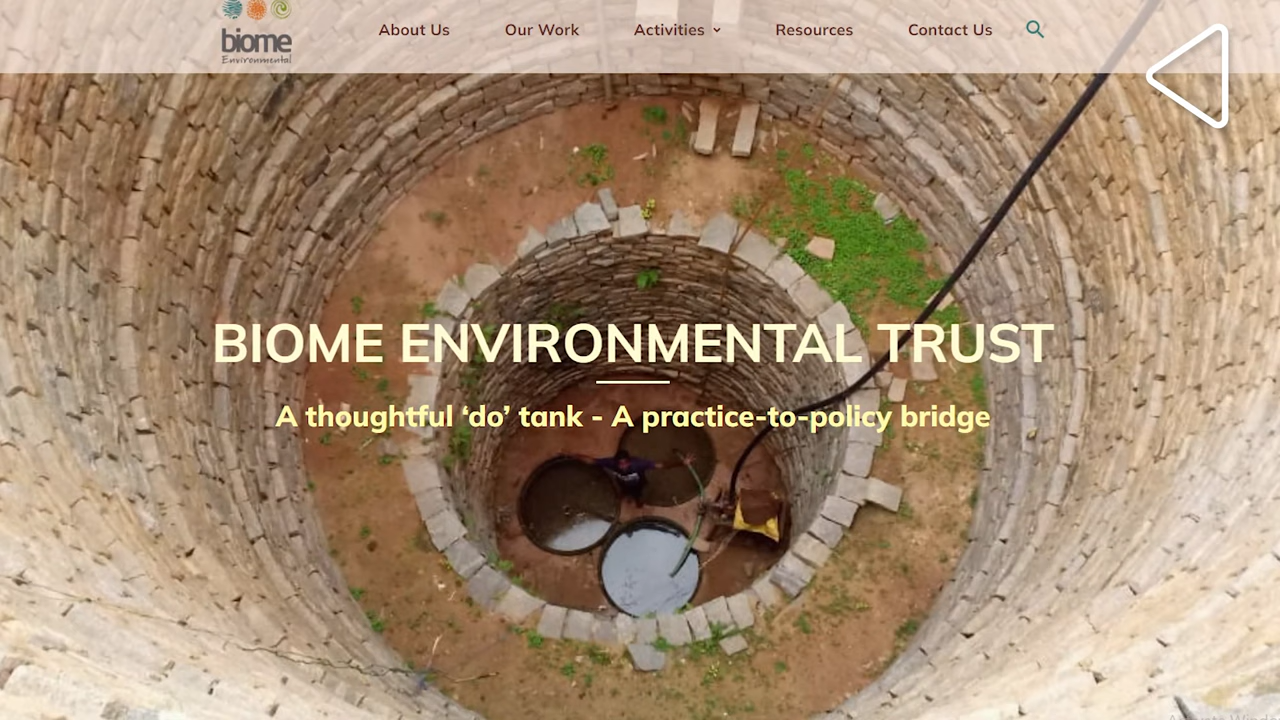 biome
Environmental
About Us
Our Work
Activities
Resources
Contact Us
BIOME ENVIRONMENTAL TRUST
A thoughtful ‘do’ tank - A practice-to-policy bridge